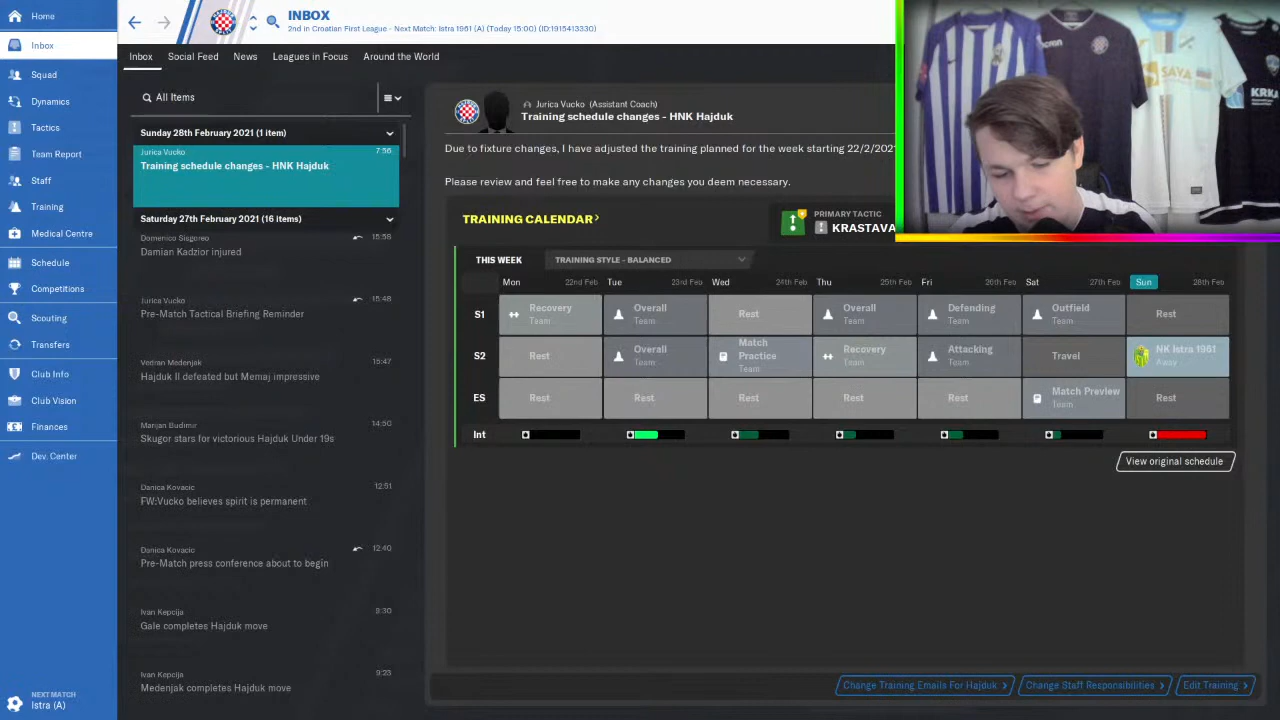 Home
INBOX
2nd in Croatian First League - Next Match: Istra 1961 (A) (Today 15:00) (ID:1915413330)
Inbox
Squad
Dynamics
Tactics
Team Report
Staff
Training
Medical Centre
Schedule
Competitions
Scouting
Transfers
Club Info
Club Vision
Finances
Dev. Center
NEXT MATCH
Istra (A)
Inbox Social Feed News Leagues in Focus Around the World
All Items
Sunday 28th February 2021 (1 item)
Jurica Vucko 7:56
Training schedule changes - HNK Hajduk
Saturday 27th February 2021 (16 items)
Domenico Sisgoreo 15:58
Damian Kadzior injured
Jurica Vucko 15:48
Pre-Match Tactical Briefing Reminder
Vedran Medenjak 15:47
Hajduk II defeated but Memaj impressive
Marijan Budimir 14:50
Skugor stars for victorious Hajduk Under 19s
Danica Kovacic 12:51
FW:Vucko believes spirit is permanent
Danica Kovacic 12:40
Pre-Match press conference about to begin
Ivan Kepcija 9:30
Gale completes Hajduk move
Ivan Kepcija 9:23
Medenjak completes Hajduk move
Jurica Vucko (Assistant Coach)
Training schedule changes - HNK Hajduk
Due to fixture changes, I have adjusted the training planned for the week starting 22/2/202
Please review and feel free to make any changes you deem necessary.
TRAINING CALENDAR
PRIMARY TACTIC
KRASTAVA
THIS WEEK TRAINING STYLE - BALANCED
Mon 22nd Feb Tue 23rd Feb Wed 24th Feb Thu 25th Feb Fri 26th Feb Sat 27th Feb Sun 28th Feb
S1 Recovery Team Overall Team Rest Overall Team Defending Team Outfield Team Rest
S2 Rest Overall Team Match Practice Team Recovery Team Attacking Team Travel NK Istra 1961 Away
ES Rest Rest Rest Rest Rest Match Preview Team Rest
Int
View original schedule
Change Training Emails For Hajduk Change Staff Responsibilities Edit Training
SAVA
KRKA